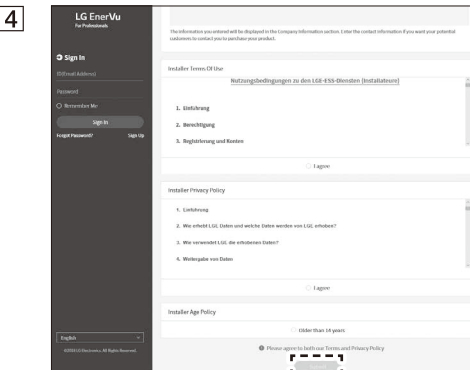 4
LG EnerVu
For Professionals
Sign In
ID(Email Address)
Password
Remember Me
Sign In
Forgot Password?
Sign Up
English
The information you entered will be displayed in the Company Information section. Enter the contact information if you want your potential
customers to contact you to purchase your product.
Installer Terms Of Use
Nutzungsbedingungen zu den LGE-ESS-Diensten (Installateure)
1. Einführung
2. Berechtigung
3. Registrierung und Konten
I agree
Installer Privacy Policy
1. Einführung
2. Wie erhebt LGE Daten und welche Daten werden von LGE erhoben?
3. Wie verwendet LGE die erhobenen Daten?
4. Weitergabe von Daten
I agree
Installer Age Policy
Older than 14 years
Please agree to both our Terms and Privacy Policy